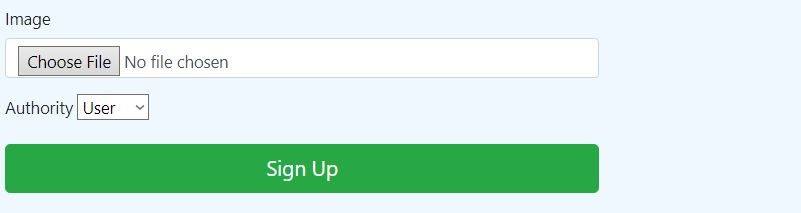 Image
Choose File No file chosen
Authority User
Sign Up